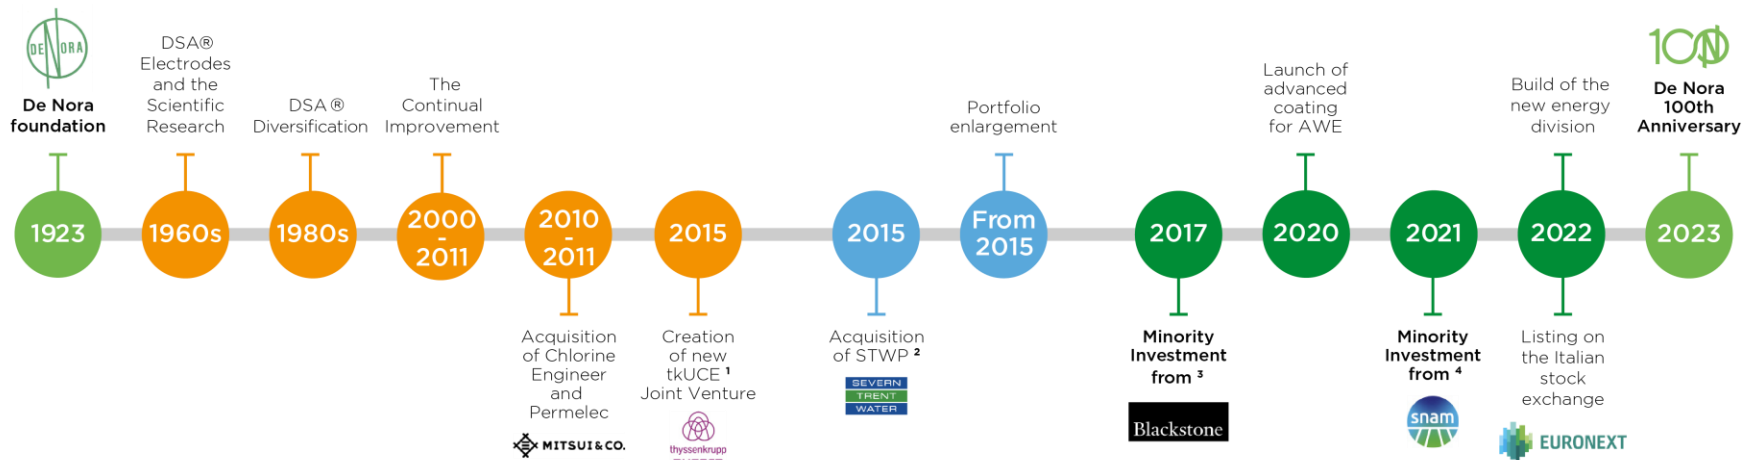 DE NORA
De Nora
foundation
1923
DSA®
Electrodes
and the
Scientific
Research
1960s
DSA ®
Diversification
1980s
The
Continual
Improvement
2000
-
2011
2010
-
2011
Acquisition
of Chlorine
Engineer
and
Permelec
MITSUI & CO.
2015
Creation
of new
tkUCE ¹
Joint Venture
thyssenkrupp
2015
Acquisition
of STWP ²
SEVERN
TRENT
WATER
Portfolio
enlargement
From
2015
2017
Minority
Investment
from ³
Blackstone
Launch of
advanced
coating
for AWE
2020
2021
Minority
Investment
from ⁴
snam
Build of the
new energy
division
2022
Listing on
the Italian
stock
exchange
EURONEXT
100
De Nora
100th
Anniversary
2023